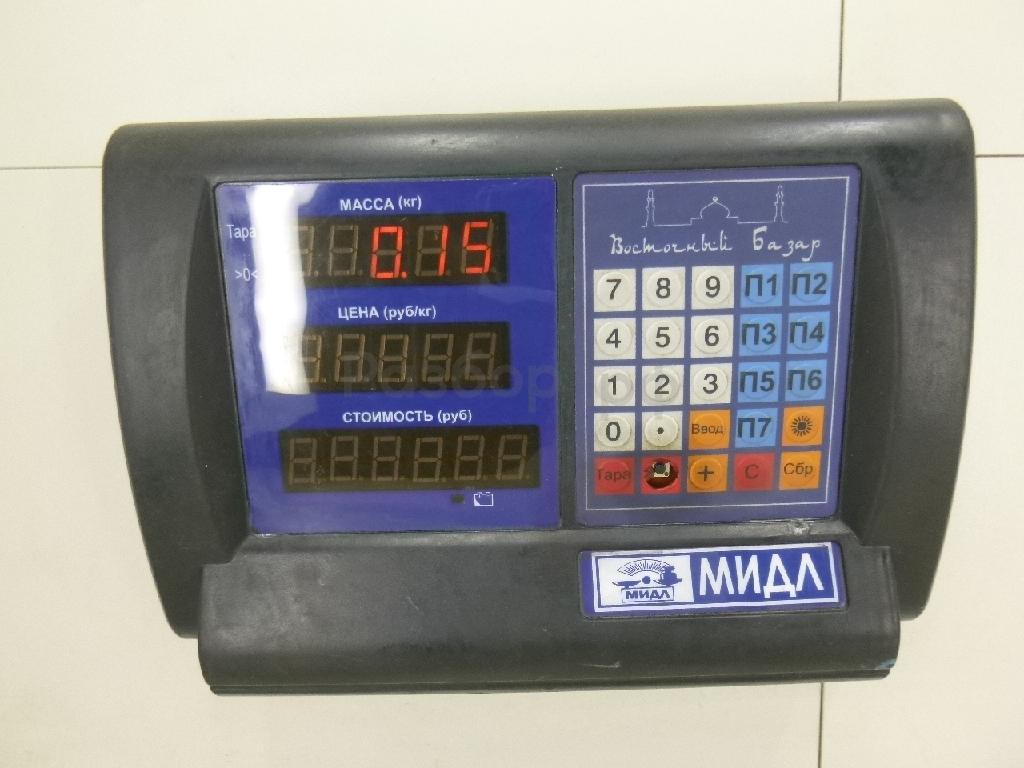 МАССА (кг)
Тара
0.15
>0<
ЦЕНА (руб/кг)
СТОИМОСТЬ (руб)
Восточный Базар
7 8 9 П1 П2
4 5 6 П3 П4
1 2 3 П5 П6
0 . Ввод П7
Тара + С Сбр
МИДЛ
МИДЛ